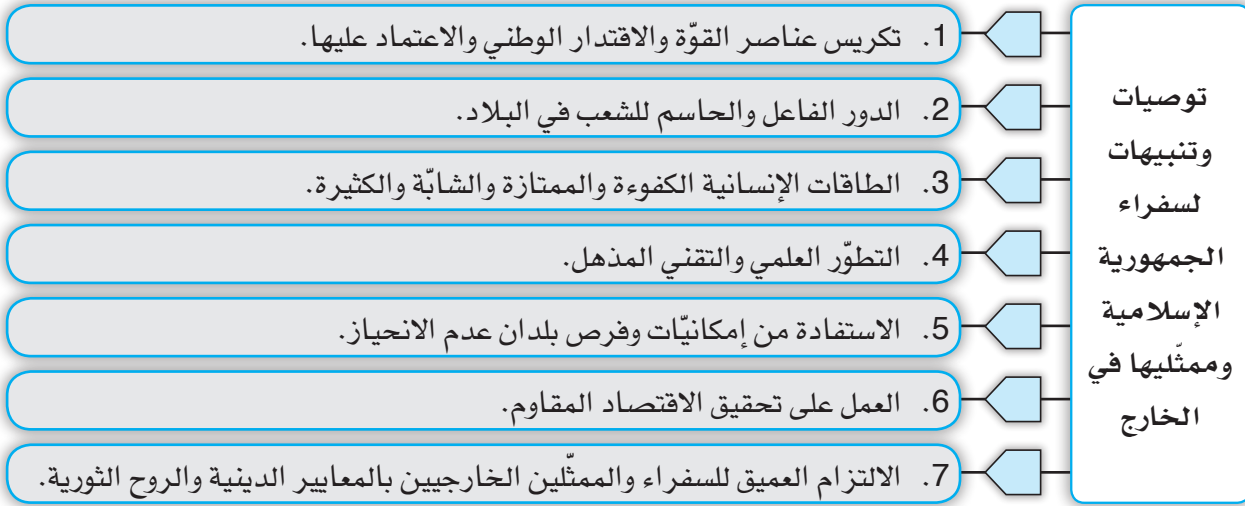 توصيات
وتنبيهات
لسفراء
الجمهورية
الإسلامية
وممثّليها في
الخارج
1. تكريس عناصر القوّة والاقتدار الوطني والاعتماد عليها.
2. الدور الفاعل والحاسم للشعب في البلاد.
3. الطاقات الإنسانية الكفوءة والممتازة والشابّة والكثيرة.
4. التطوّر العلمي والتقني المذهل.
5. الاستفادة من إمكانيّات وفرص بلدان عدم الانحياز.
6. العمل على تحقيق الاقتصاد المقاوم.
7. الالتزام العميق للسفراء والممثّلين الخارجيين بالمعايير الدينية والروح الثورية.